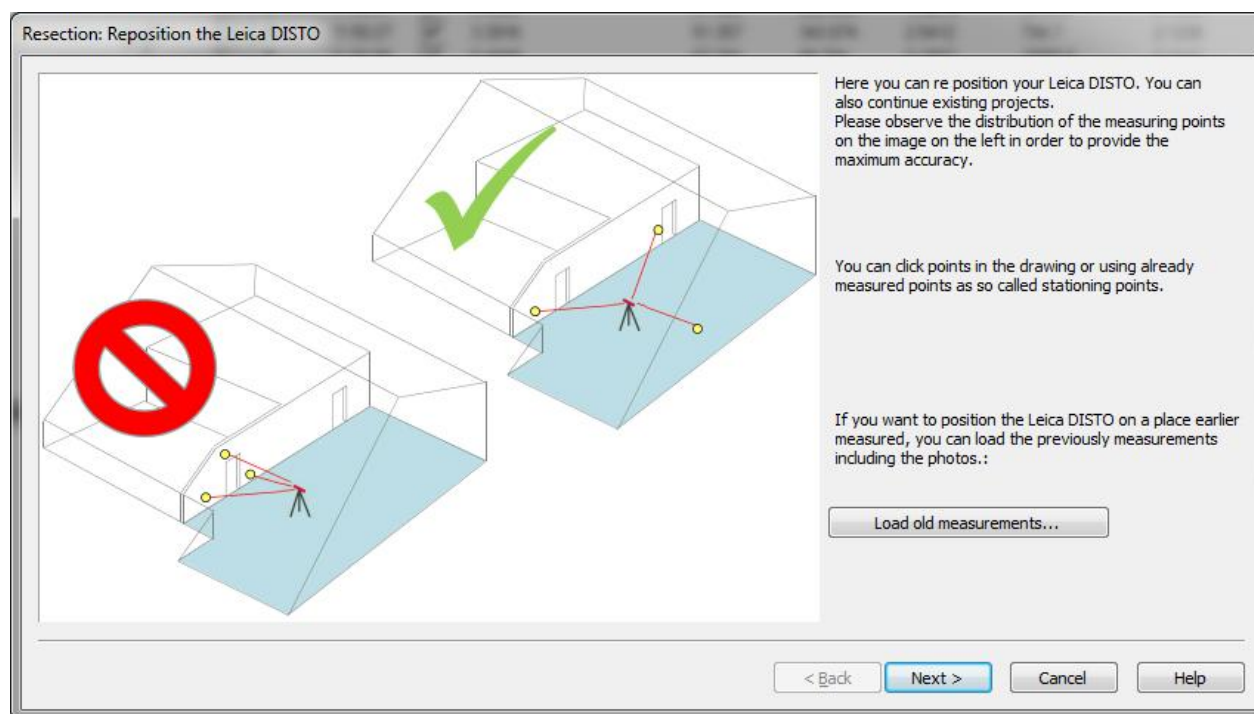 Resection: Reposition the Leica DISTO
Here you can re position your Leica DISTO. You can
also continue existing projects.
Please observe the distribution of the measuring points
on the image on the left in order to provide the
maximum accuracy.
You can click points in the drawing or using already
measured points as so called stationing points.
If you want to position the Leica DISTO on a place earlier
measured, you can load the previously measurements
including the photos.:
Load old measurements...
< Back
Next >
Cancel
Help